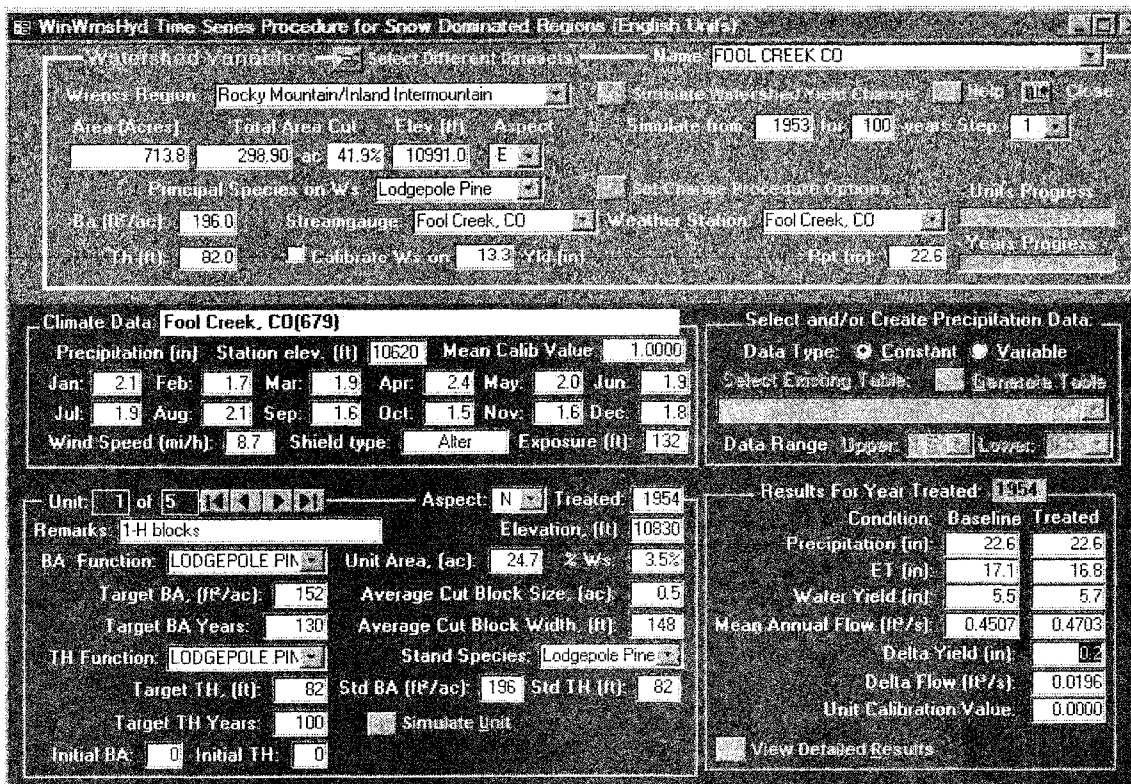 WinWrnsHyd Time Series Procedure for Snow Dominated Regions (English Units)
Watershed Variables Select Different Datasets Name FOOL CREEK CO
Wrenss Region: Rocky Mountain/Inland Intermountain Simulate Watershed Yield Change Help Close
Area (Acres) Total Area Cut Elev (ft) Aspect Simulate from 1953 for 100 years Step: 1
713.8 298.90 ac 41.9% 10991.0 E
Principal Species on Ws: Lodgepole Pine Set Change Procedure Options Units Progress
Ba (ft²/ac): 196.0 Streamgauge: Fool Creek, CO Weather Station: Fool Creek, CO
Years Progress
Th (ft): 82.0 Calibrate Ws on 13.3 Yld (in) Ppt (in): 22.6
Climate Data: Fool Creek, CO(679)
Precipitation (in) Station elev. (ft) 10620 Mean Calib Value 1.0000
Jan: 2.1 Feb: 1.7 Mar: 1.9 Apr: 2.4 May: 2.0 Jun: 1.9
Jul: 1.9 Aug: 2.1 Sep: 1.6 Oct: 1.5 Nov: 1.6 Dec: 1.8
Wind Speed (mi/h): 8.7 Shield type: Alter Exposure (ft) 132
Select and/or Create Precipitation Data:
Data Type: Constant Variable
Select Existing Table: Generate Table
Data Range Upper: Lower:
Unit: 1 of 5 Aspect: N Treated: 1954
Remarks: 1-H blocks Elevation, (ft) 10830
BA Function: LODGEPOLE PIN Unit Area, (ac): 24.7 % Ws: 3.5%
Target BA, (ft²/ac): 152 Average Cut Block Size, (ac): 0.5
Target BA Years: 130 Average Cut Block Width, (ft): 148
TH Function: LODGEPOLE PIN Stand Species: Lodgepole Pine
Target TH, (ft): 82 Std BA (ft²/ac): 196 Std TH (ft): 82
Target TH Years: 100 Simulate Unit
Initial BA: 0 Initial TH: 0
Results For Year Treated: 1954
Condition: Baseline Treated
Precipitation (in): 22.6 22.6
ET (in): 17.1 16.8
Water Yield (in): 5.5 5.7
Mean Annual Flow (ft³/s): 0.4507 0.4703
Delta Yield (in): 0.2
Delta Flow (ft³/s): 0.0196
Unit Calibration Value: 0.0000
View Detailed Results